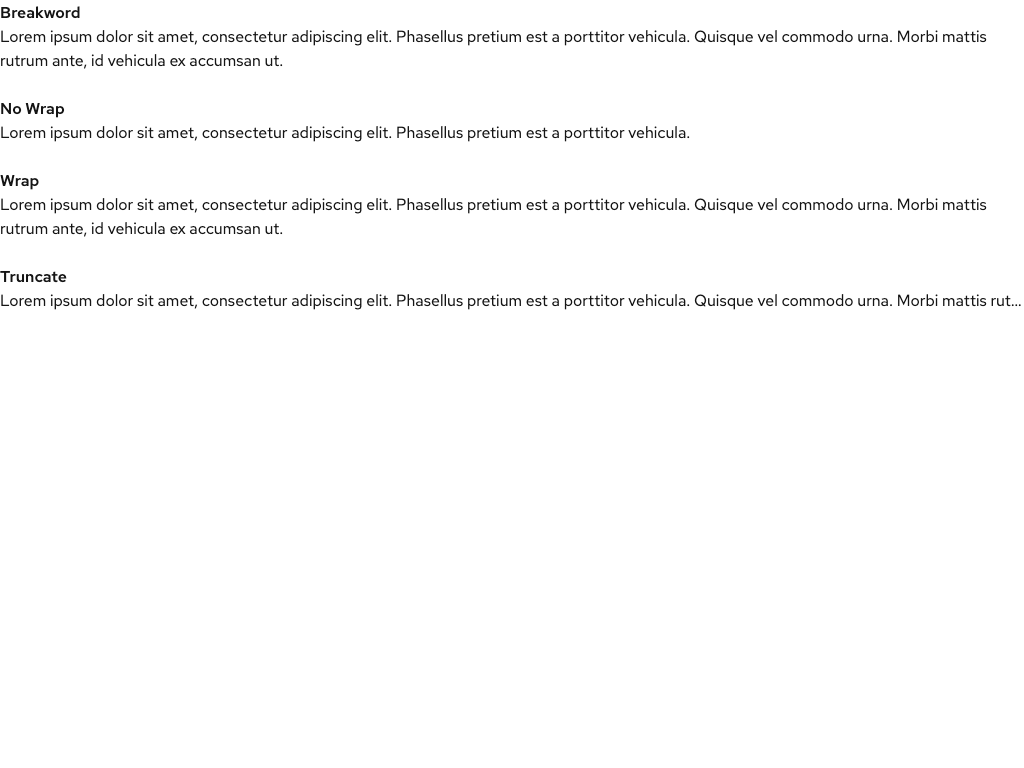 Breakword
Lorem ipsum dolor sit amet, consectetur adipiscing elit. Phasellus pretium est a porttitor vehicula. Quisque vel commodo urna. Morbi mattis
rutrum ante, id vehicula ex accumsan ut.
No Wrap
Lorem ipsum dolor sit amet, consectetur adipiscing elit. Phasellus pretium est a porttitor vehicula.
Wrap
Lorem ipsum dolor sit amet, consectetur adipiscing elit. Phasellus pretium est a porttitor vehicula. Quisque vel commodo urna. Morbi mattis
rutrum ante, id vehicula ex accumsan ut.
Truncate
Lorem ipsum dolor sit amet, consectetur adipiscing elit. Phasellus pretium est a porttitor vehicula. Quisque vel commodo urna. Morbi mattis rut…